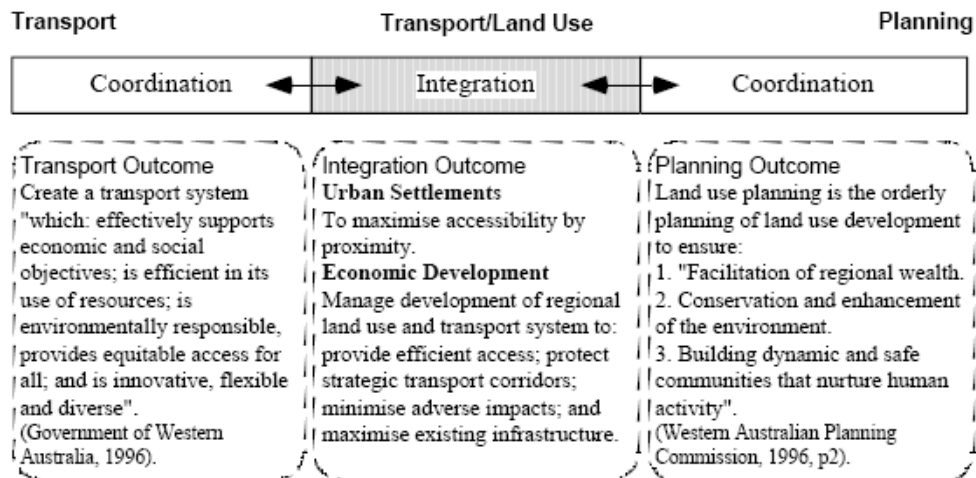 Transport Transport/Land Use Planning
Coordination Integration Coordination
Transport Outcome
Create a transport system
"which: effectively supports
economic and social
objectives; is efficient in its
use of resources; is
environmentally responsible,
provides equitable access for
all; and is innovative, flexible
and diverse".
(Government of Western
Australia, 1996).
Integration Outcome
Urban Settlements
To maximise accessibility by
proximity.
Economic Development
Manage development of regional
land use and transport system to:
provide efficient access; protect
strategic transport corridors;
minimise adverse impacts; and
maximise existing infrastructure.
Planning Outcome
Land use planning is the orderly
planning of land use development
to ensure:
1. "Facilitation of regional wealth.
2. Conservation and enhancement
of the environment.
3. Building dynamic and safe
communities that nurture human
activity".
(Western Australian Planning
Commission, 1996, p2).